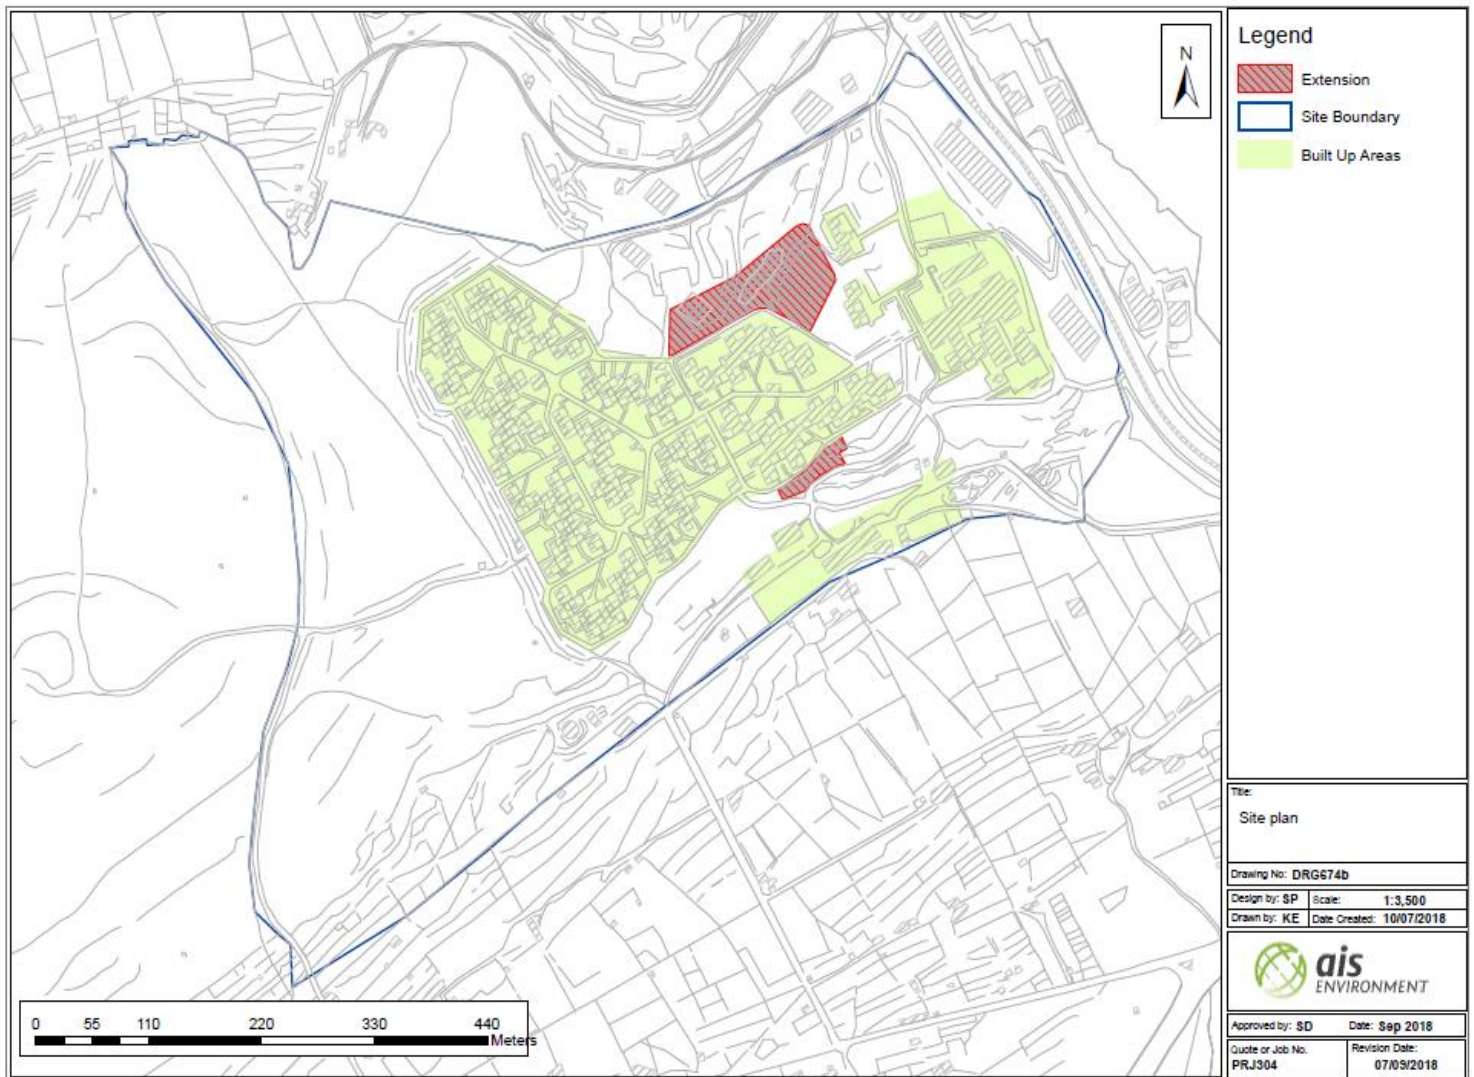 N
Legend
Extension
Site Boundary
Built Up Areas
Title:
Site plan
Drawing No: DRG674b
Design by: SP Scale: 1:3,500
Drawn by: KE Date Created: 10/07/2018
ais
ENVIRONMENT
Approved by: SD Date: Sep 2018
Quote or Job No. Revision Date:
PRJ304 07/09/2018
0 55 110 220 330 440
Meters